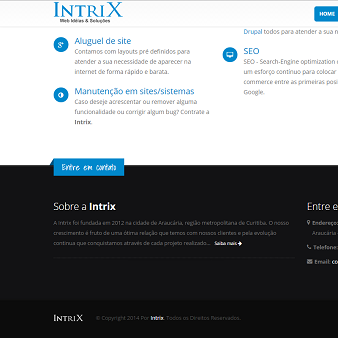 INTRIX
Web Idéias & Soluções
HOME
Aluguel de site
Contamos com layouts pré definidos para
atender a sua necessidade de aparecer na
internet de forma rápido e barata.
Manutenção em sites/sistemas
Caso deseje acrescentar ou remover alguma
funcionalidade ou corrigir algum bug? Contrate a
Intrix.
Drupal todos para atender a sua n
SEO
SEO - Search-Engine optimization
um esforço contínuo para colocar
commerce entre as primeiras posi
Google.
Entre em contato
Sobre a Intrix
A Intrix foi fundada em 2012 na cidade de Araucária, região metropolitana de Curitiba. O nosso
crescimento é fruto de uma ótima relação que temos com nossos clientes e pela evolução
contínua que conquistamos através de cada projeto realizado... Saiba mais
Entre e
Endereço:
Araucária
Telefone:
Email: co
INTRIX
© Copyright 2014 Por Intrix. Todos os Direitos Reservados.